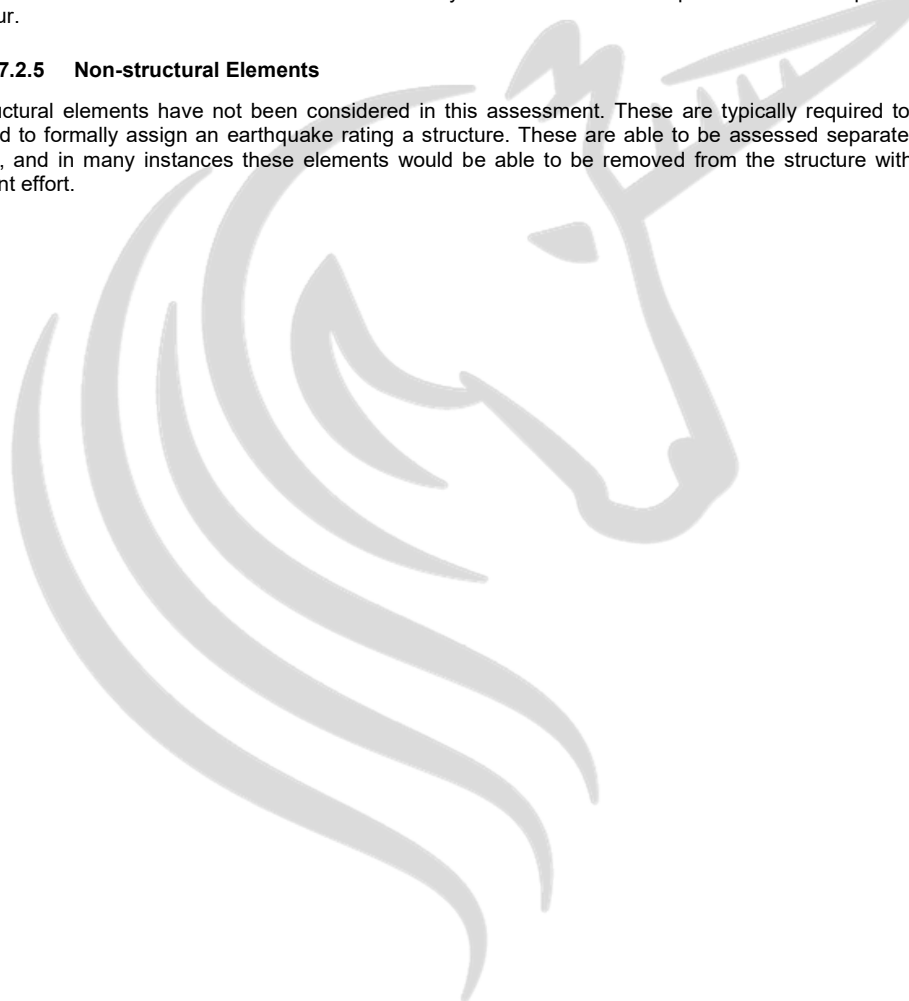 ur.
7.2.5 Non-structural Elements
uctural elements have not been considered in this assessment. These are typically required to
d to formally assign an earthquake rating a structure. These are able to be assessed separate
, and in many instances these elements would be able to be removed from the structure with
nt effort.